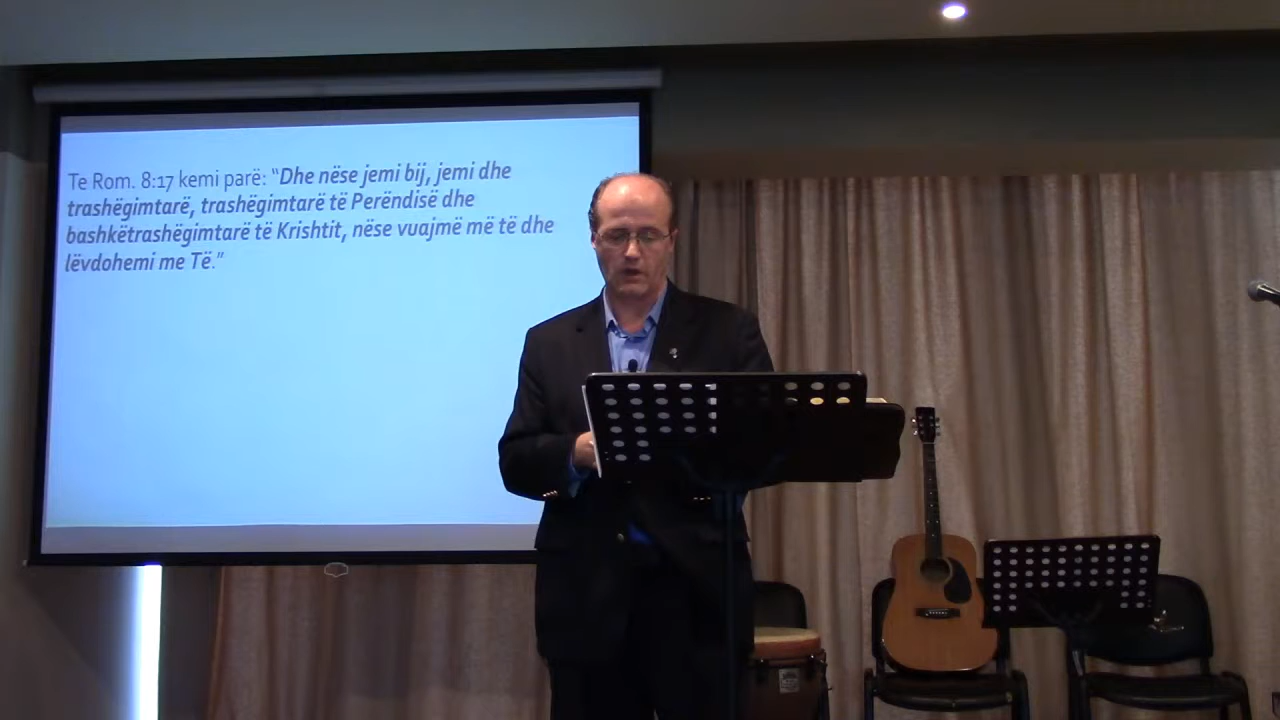 Te Rom. 8:17 kemi parë: “Dhe nëse jemi bij, jemi dhe
trashëgimtarë, trashëgimtarë të Perëndisë dhe
bashkëtrashëgimtarë të Krishtit, nëse vuajmë më të dhe
lëvdohemi me Të.”